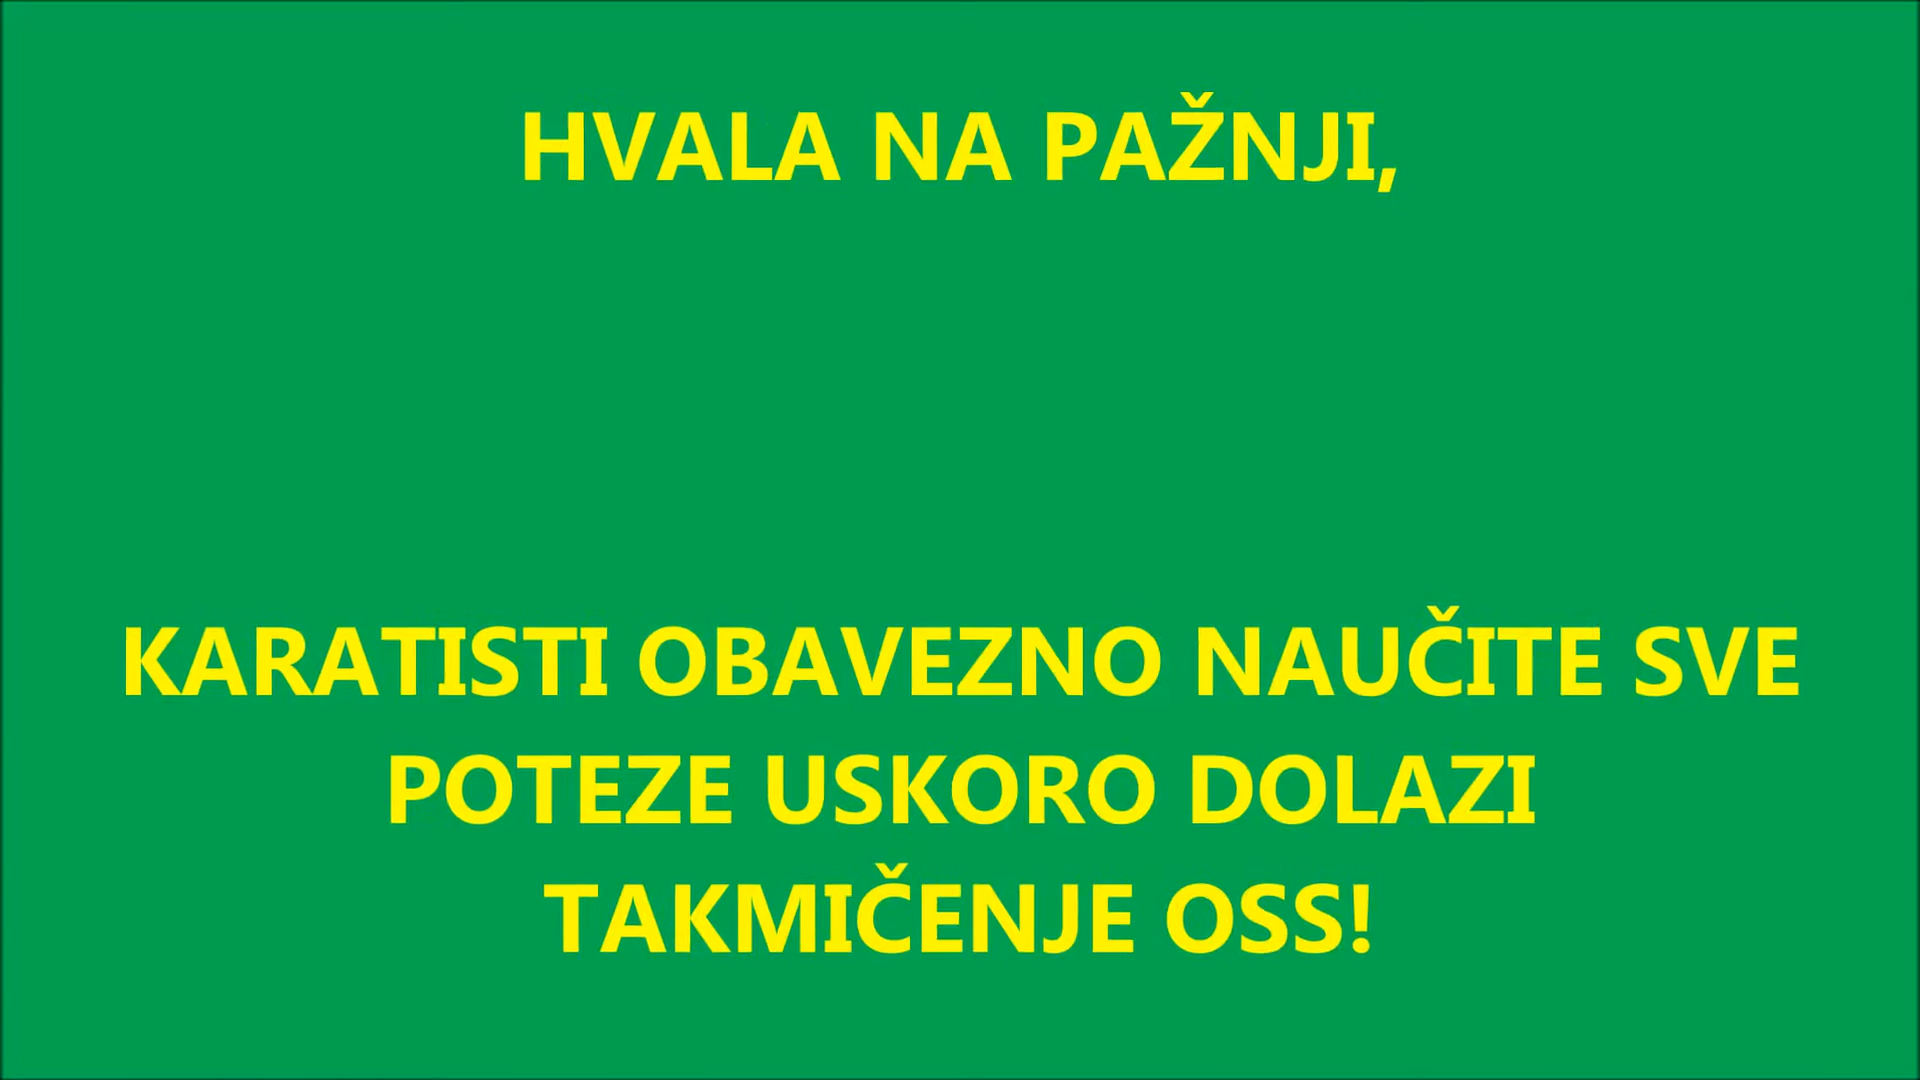 HVALA NA PAŽNJI,
KARATISTI OBAVEZNO NAUČITE SVE
POTEZE USKORO DOLAZI
TAKMIČENJE OSS!